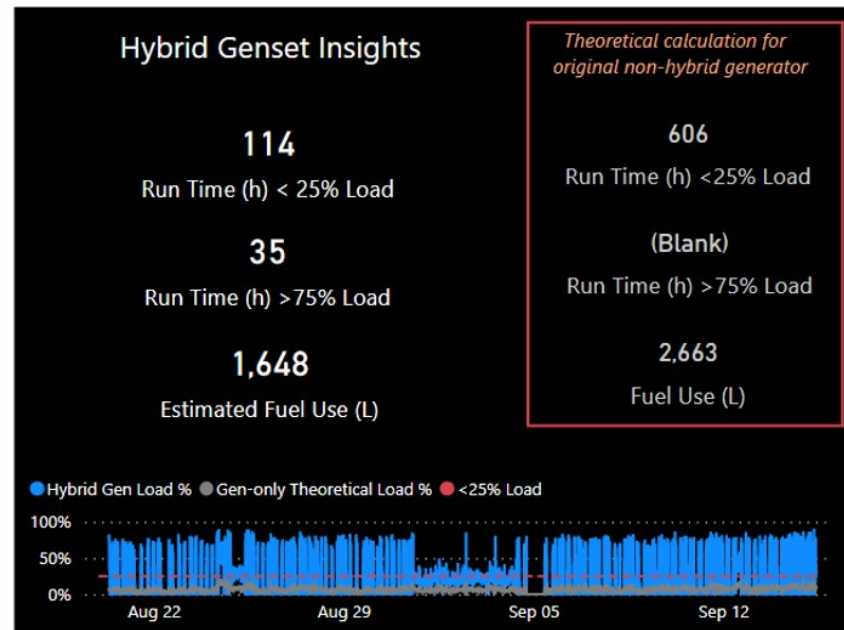 Hybrid Genset Insights
114
Run Time (h) < 25% Load
35
Run Time (h) >75% Load
1,648
Estimated Fuel Use (L)
Theoretical calculation for
original non-hybrid generator
606
Run Time (h) <25% Load
(Blank)
Run Time (h) >75% Load
2,663
Fuel Use (L)
Hybrid Gen Load % Gen-only Theoretical Load % <25% Load
100%
50%
0%
Aug 22 Aug 29 Sep 05 Sep 12